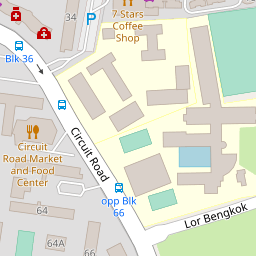 34
7 Stars
Coffee
Shop
P
Blk 36
Circuit
Road Market
and Food
Center
Circuit Road
opp Blk
66
64
64A
Lor Bengkok